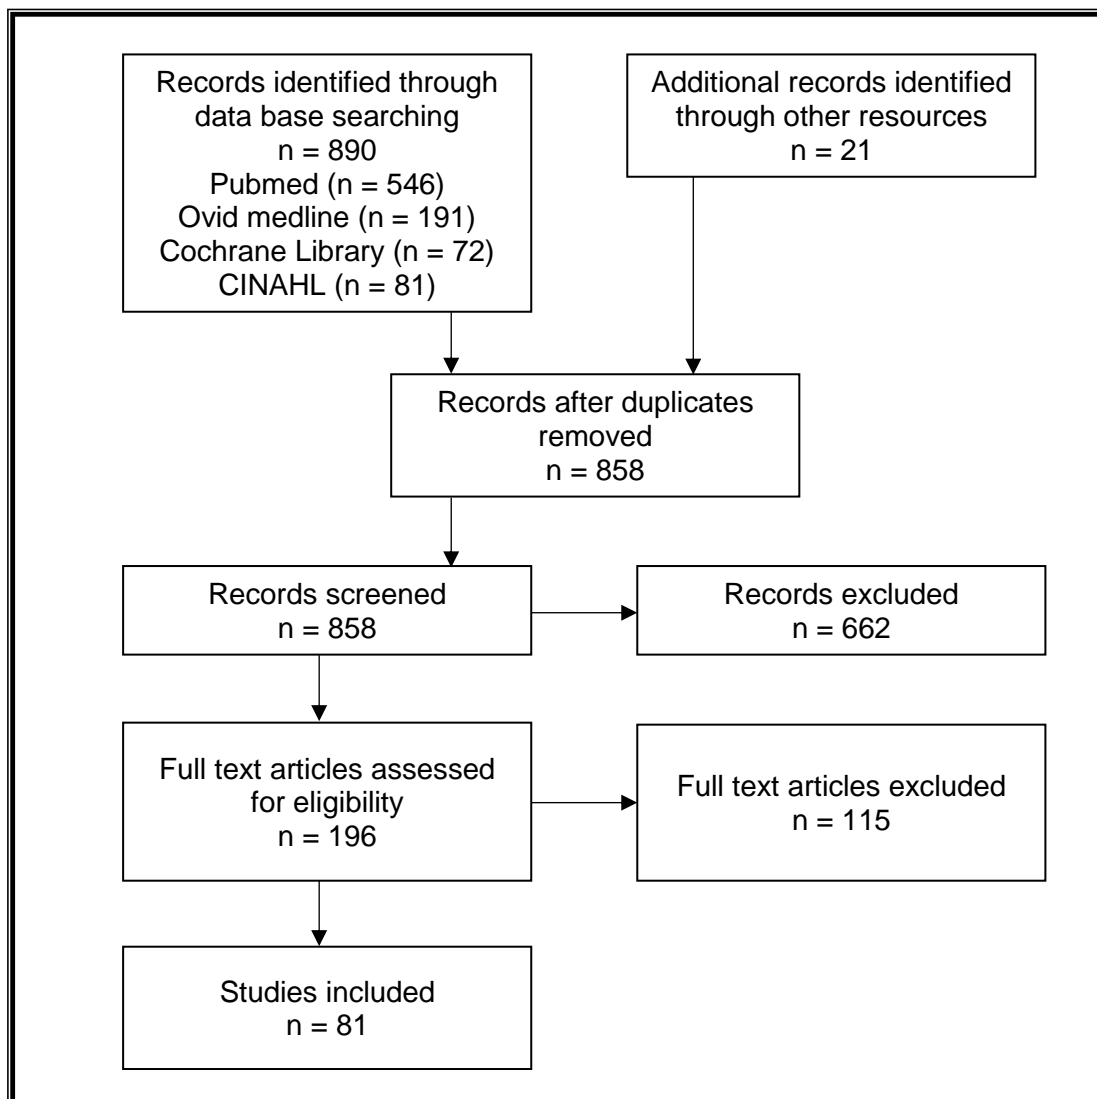 Records identified through
data base searching
n = 890
Pubmed (n = 546)
Ovid medline (n = 191)
Cochrane Library (n = 72)
CINAHL (n = 81)
Additional records identified
through other resources
n = 21
Records after duplicates
removed
n = 858
Records screened
n = 858
Records excluded
n = 662
Full text articles assessed
for eligibility
n = 196
Full text articles excluded
n = 115
Studies included
n = 81